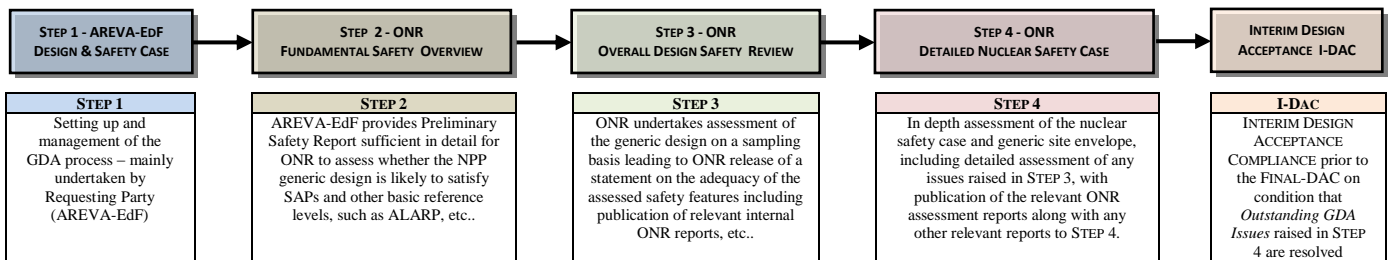 STEP 1 - AREVA-EDF
DESIGN & SAFETY CASE
STEP 2 - ONR
FUNDAMENTAL SAFETY OVERVIEW
STEP 3 - ONR
OVERALL DESIGN SAFETY REVIEW
STEP 4 - ONR
DETAILED NUCLEAR SAFETY CASE
INTERIM DESIGN
ACCEPTANCE I-DAC
STEP 1
Setting up and
management of the
GDA process – mainly
undertaken by
Requesting Party
(AREVA-EdF)
STEP 2
AREVA-EdF provides Preliminary
Safety Report sufficient in detail for
ONR to assess whether the NPP
generic design is likely to satisfy
SAPs and other basic reference
levels, such as ALARP, etc..
STEP 3
ONR undertakes assessment of
the generic design on a sampling
basis leading to ONR release of a
statement on the adequacy of the
assessed safety features including
publication of relevant internal
ONR reports, etc..
STEP 4
In depth assessment of the nuclear
safety case and generic site envelope,
including detailed assessment of any
issues raised in STEP 3, with
publication of the relevant ONR
assessment reports along with any
other relevant reports to STEP 4.
I-DAC
INTERIM DESIGN
ACCEPTANCE
COMPLIANCE prior to
the FINAL-DAC on
condition that
Outstanding GDA
Issues raised in STEP
4 are resolved